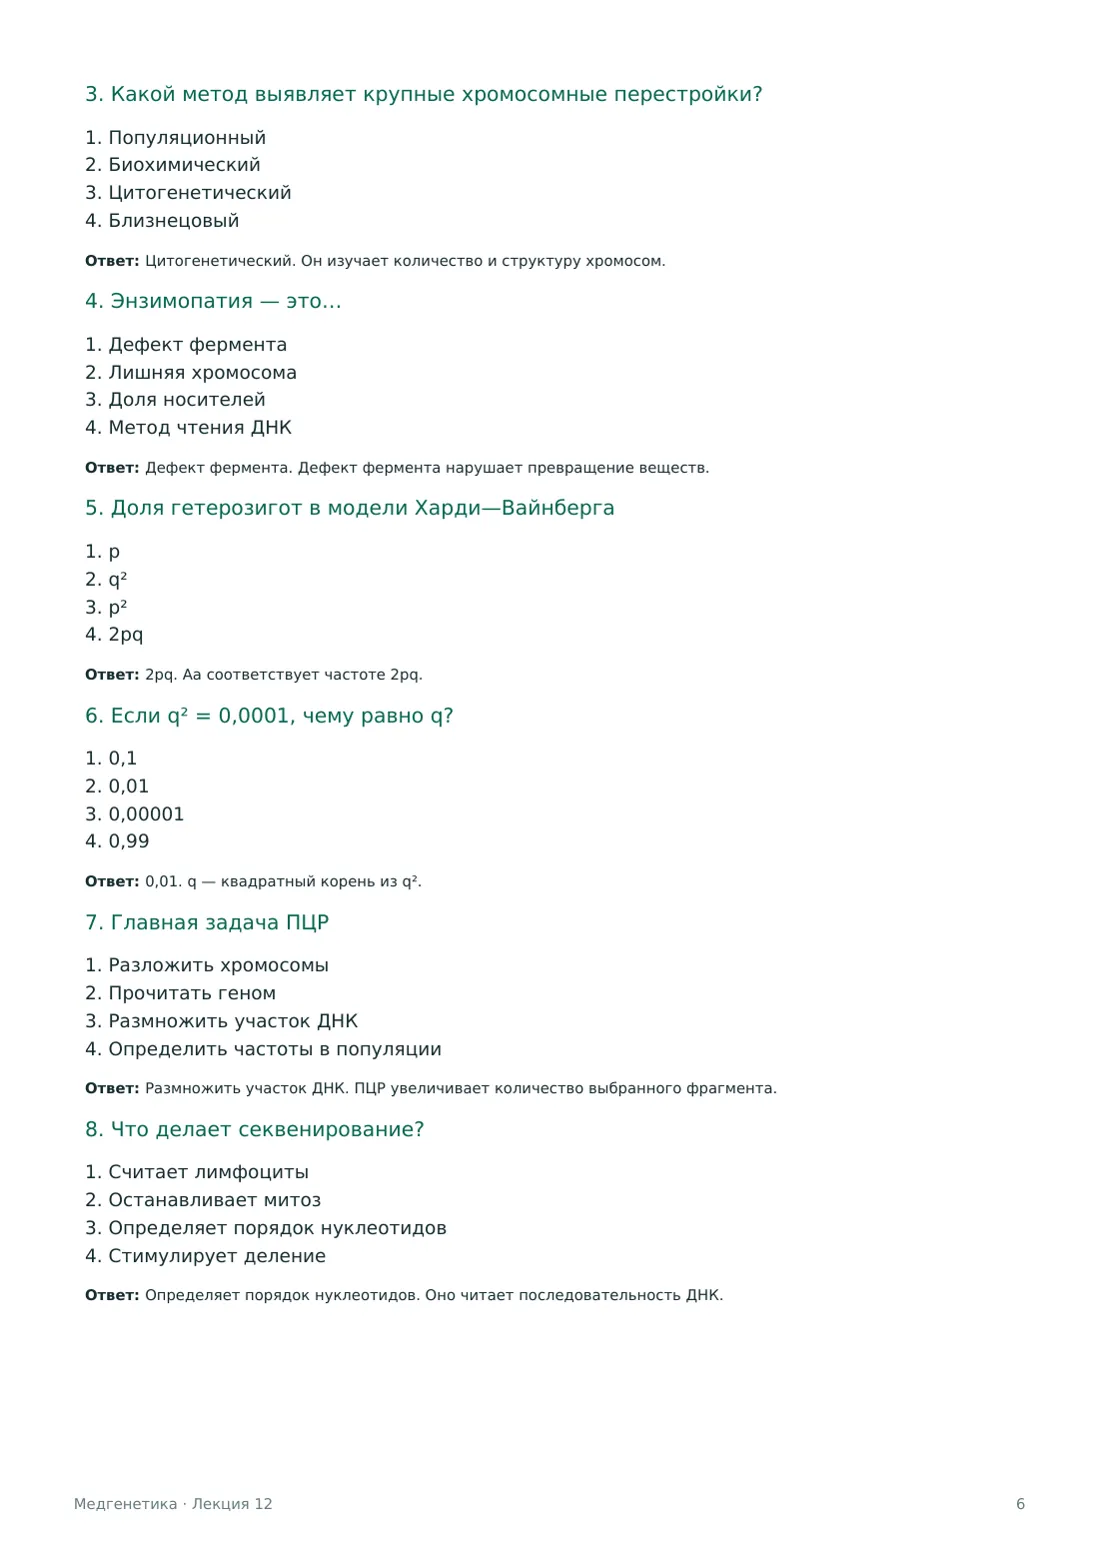 3. Какой метод выявляет крупные хромосомные перестройки?
1. Популяционный
2. Биохимический
3. Цитогенетический
4. Близнецовый
Ответ: Цитогенетический. Он изучает количество и структуру хромосом.
4. Энзимопатия — это…
1. Дефект фермента
2. Лишняя хромосома
3. Доля носителей
4. Метод чтения ДНК
Ответ: Дефект фермента. Дефект фермента нарушает превращение веществ.
5. Доля гетерозигот в модели Харди—Вайнберга
1. p
2. q²
3. p²
4. 2pq
Ответ: 2pq. Aa соответствует частоте 2pq.
6. Если q² = 0,0001, чему равно q?
1. 0,1
2. 0,01
3. 0,00001
4. 0,99
Ответ: 0,01. q — квадратный корень из q².
7. Главная задача ПЦР
1. Разложить хромосомы
2. Прочитать геном
3. Размножить участок ДНК
4. Определить частоты в популяции
Ответ: Размножить участок ДНК. ПЦР увеличивает количество выбранного фрагмента.
8. Что делает секвенирование?
1. Считает лимфоциты
2. Останавливает митоз
3. Определяет порядок нуклеотидов
4. Стимулирует деление
Ответ: Определяет порядок нуклеотидов. Оно читает последовательность ДНК.
Медгенетика · Лекция 12 6